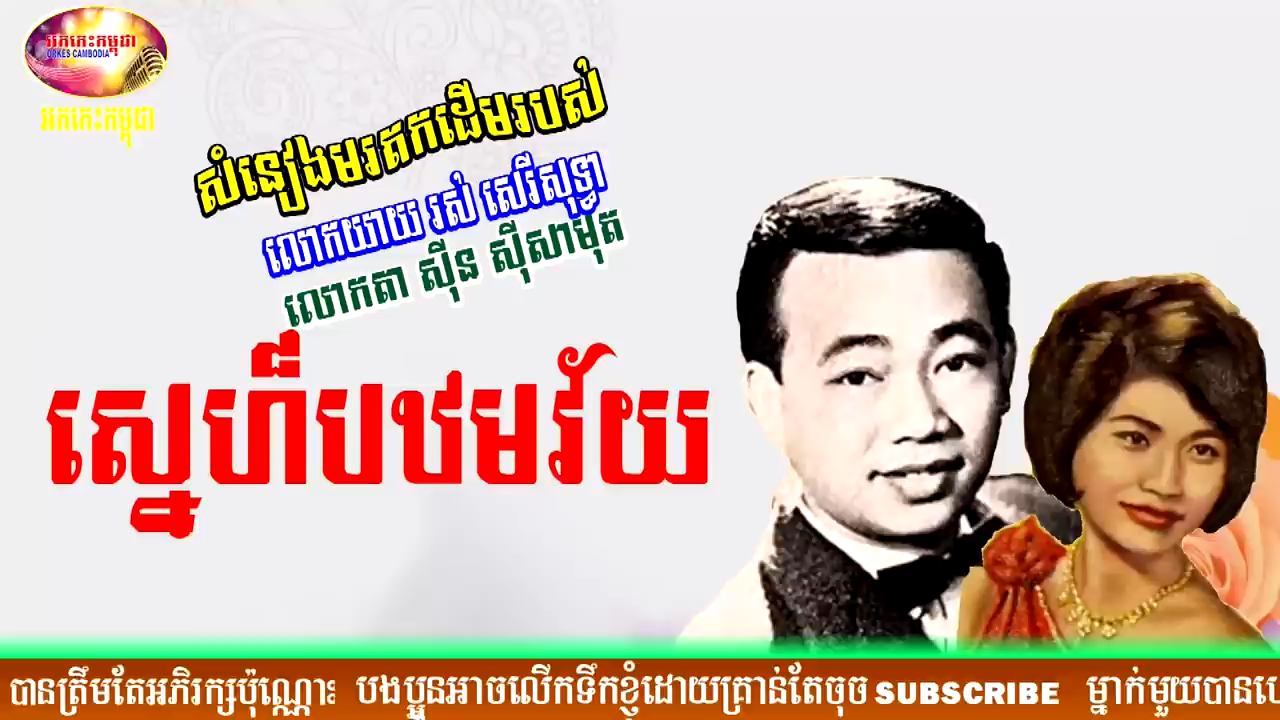 អកកេះកម្ពុជា
ORKES CAMBODIA
អកកេះកម្ពុជា
សំនៀងមរតកដើមរបស់
លោកយាយ រស់ សេរីសុទ្ធា
លោកតា ស៊ីន ស៊ីសាមុត
ស្នេហ៍បឋមវ័យ
បានត្រឹមតែអភិរក្សប៉ុណ្ណោះ បងប្អូនអាចលើកទឹកខ្ញុំដោយគ្រាន់តែចុច SUBSCRIBE ម្នាក់មួយបាន